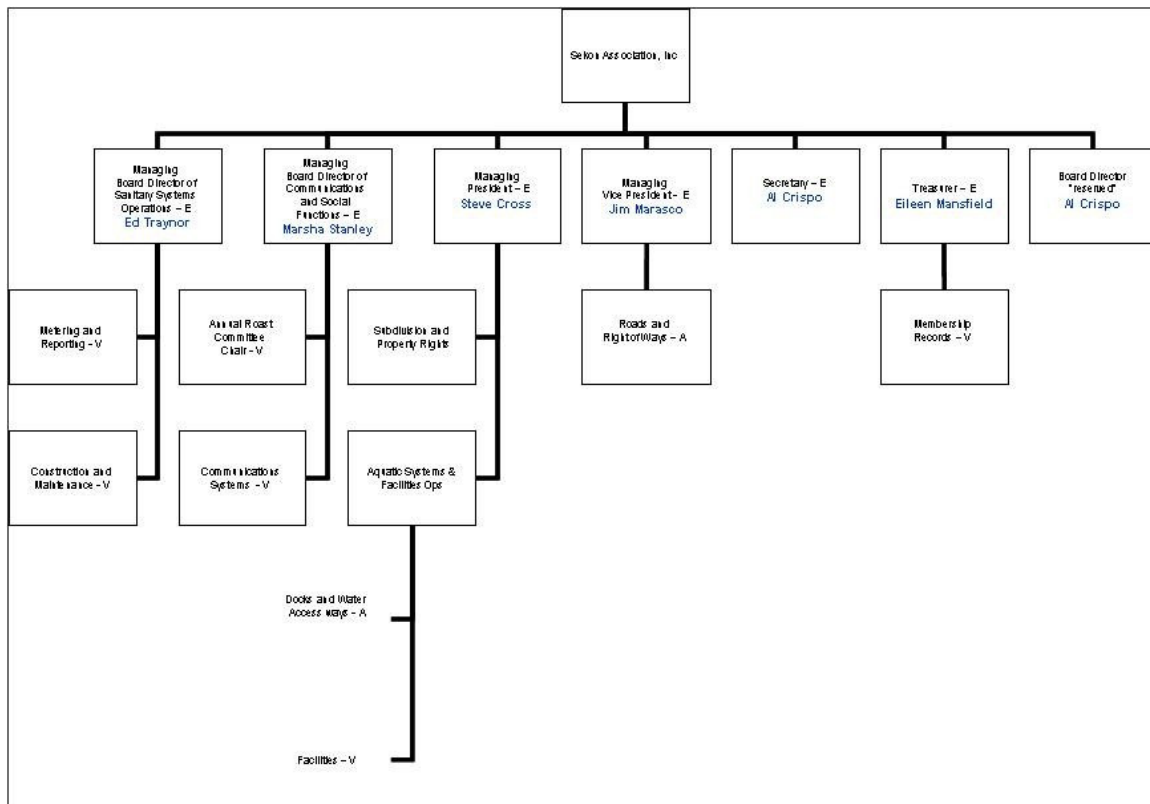 Sekon Association, Inc
Managing
Board Director of
Sanitary Systems
Operations - E
Ed Traynor
Managing
Board Director of
Communications
and Social
Functions - E
Marsha Stanley
Managing
President - E
Steve Cross
Managing
Vice President - E
Jim Marasco
Secretary - E
Al Crispo
Treasurer - E
Eileen Mansfield
Board Director
"reserved"
Al Crispo
Metering and
Reporting - V
Annual Roast
Committee
Chair - V
Subdivision and
Property Rights
Roads and
Right of Ways - A
Membership
Records - V
Construction and
Maintenance - V
Communications
Systems - V
Aquatic Systems &
Facilities Ops
Docks and Water
Access ways - A
Facilities - V